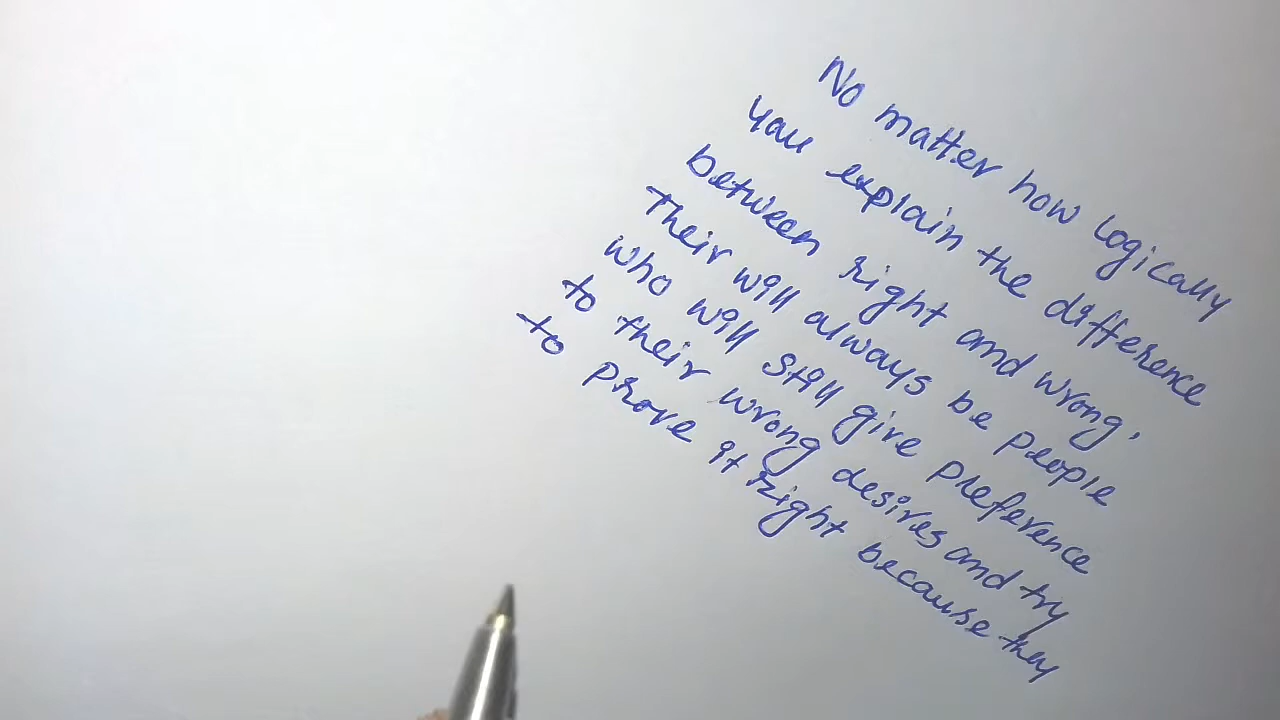 No matter how logically
you explain the difference
between right and wrong,
Their will always be people
who will still give preference
to their wrong desires and try
to prove it right because they